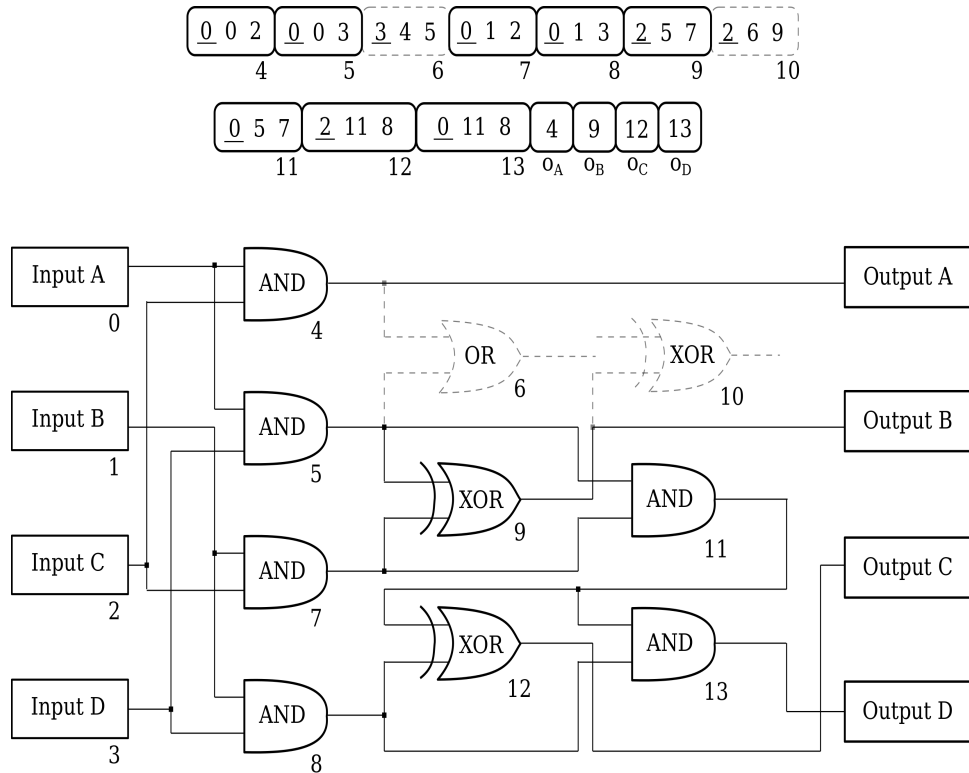 0 0 2 0 0 3 3 4 5 0 1 2 0 1 3 2 5 7 2 6 9
4 5 6 7 8 9 10
0 5 7 2 11 8 0 11 8 4 9 12 13
11 12 13 oA oB oC oD
Input A AND Output A
0 4
OR XOR
6 10
Input B AND Output B
1 5
XOR AND
9 11
Input C AND Output C
2 7
XOR AND
12 13
Input D AND Output D
3 8